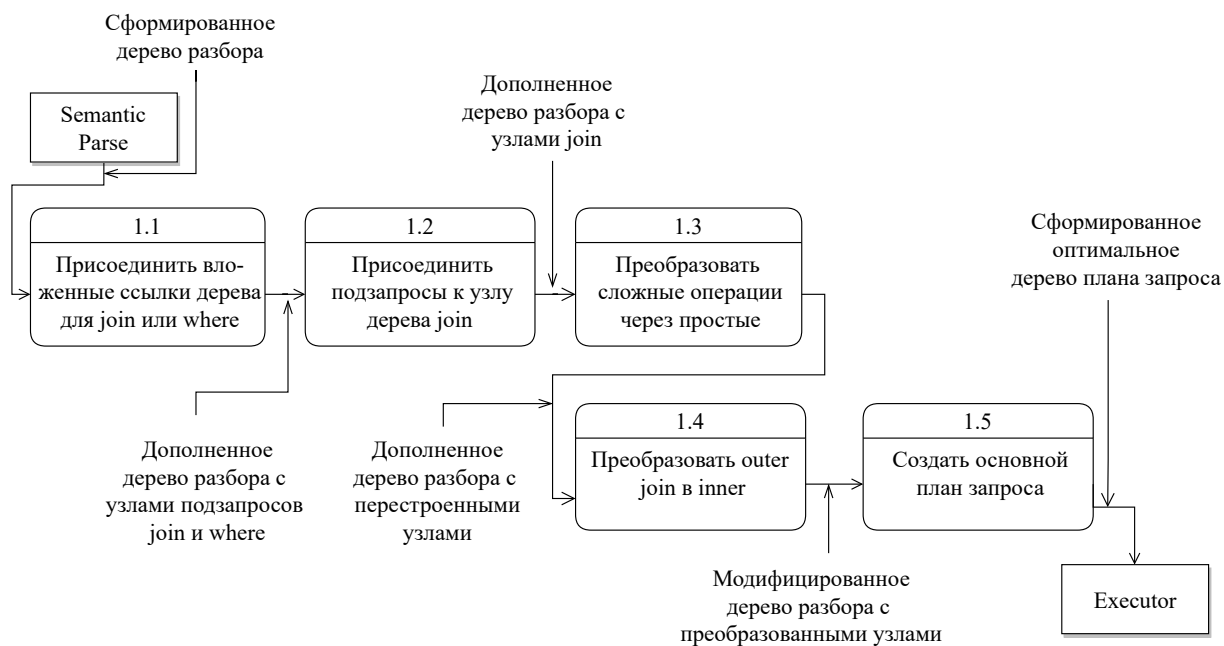 Сформированное
дерево разбора
Semantic
Parse
Дополненное
дерево разбора с
узлами join
1.1
Присоединить вло-
женные ссылки дерева
для join или where
1.2
Присоединить
подзапросы к узлу
дерева join
1.3
Преобразовать
сложные операции
через простые
Сформированное
оптимальное
дерево плана запроса
Дополненное
дерево разбора с
узлами подзапросов
join и where
Дополненное
дерево разбора с
перестроенными
узлами
1.4
Преобразовать outer
join в inner
1.5
Создать основной
план запроса
Модифицированное
дерево разбора с
преобразованными узлами
Executor